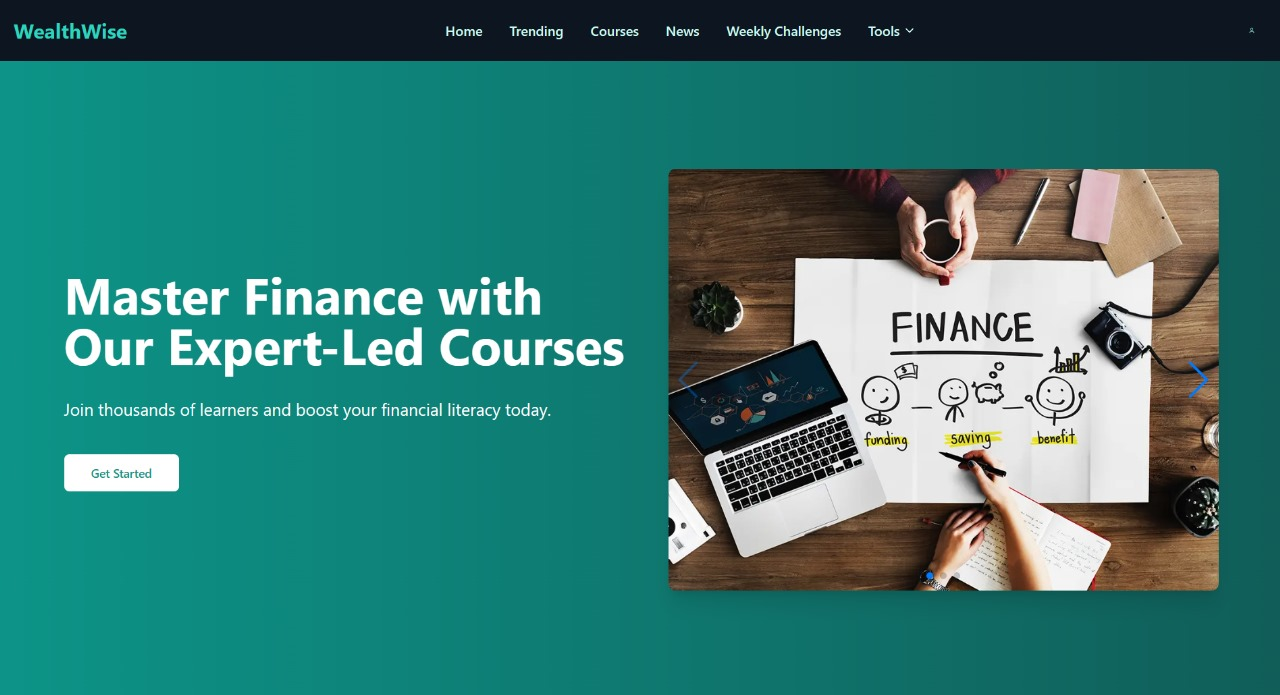 WealthWise
Home
Trending
Courses
News
Weekly Challenges
Tools
Master Finance with
Our Expert-Led Courses
Join thousands of learners and boost your financial literacy today.
Get Started
FINANCE
$
funding
saving
benefit